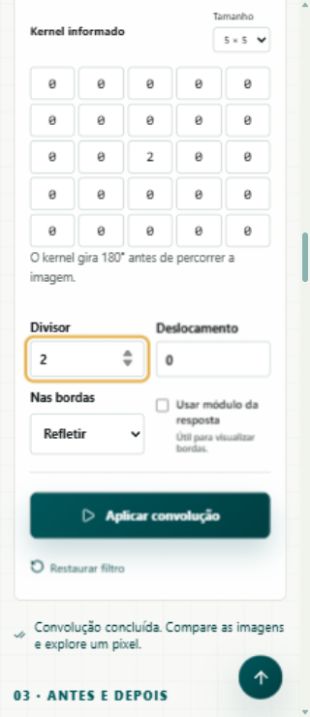 Tamanho
Kernel informado
5 × 5
0 0 0 0 0
0 0 0 0 0
0 0 2 0 0
0 0 0 0 0
0 0 0 0 0
O kernel gira 180° antes de percorrer a
imagem.
Divisor
Deslocamento
2
0
Nas bordas
Refletir
Usar módulo da
resposta
Útil para visualizar
bordas.
Aplicar convolução
Restaurar filtro
Convolução concluída. Compare as imagens
e explore um pixel.
03 · ANTES E DEPOIS